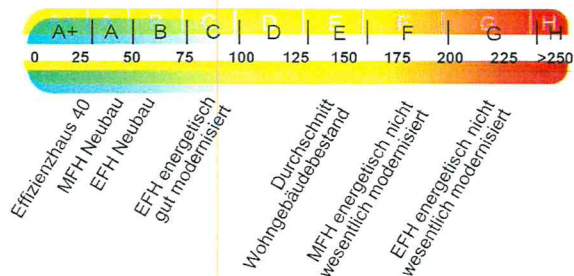 A+ A B C D E F G H
0 25 50 75 100 125 150 175 200 225 >250
Effizienzhaus 40
MFH Neubau
EFH Neubau
EFH energetisch
gut modernisiert
Durchschnitt
Wohngebäudebestand
MFH energetisch nicht
wesentlich modernisiert
EFH energetisch nicht
wesentlich modernisiert